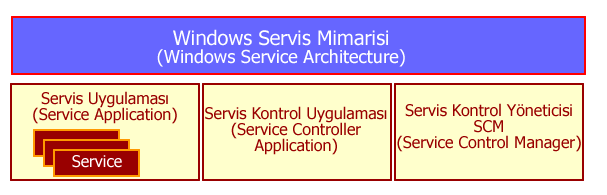 Windows Servis Mimarisi
(Windows Service Architecture)
Servis Uygulaması
(Service Application)
Service
Servis Kontrol Uygulaması
(Service Controller
Application)
Servis Kontrol Yöneticisi
SCM
(Service Control Manager)